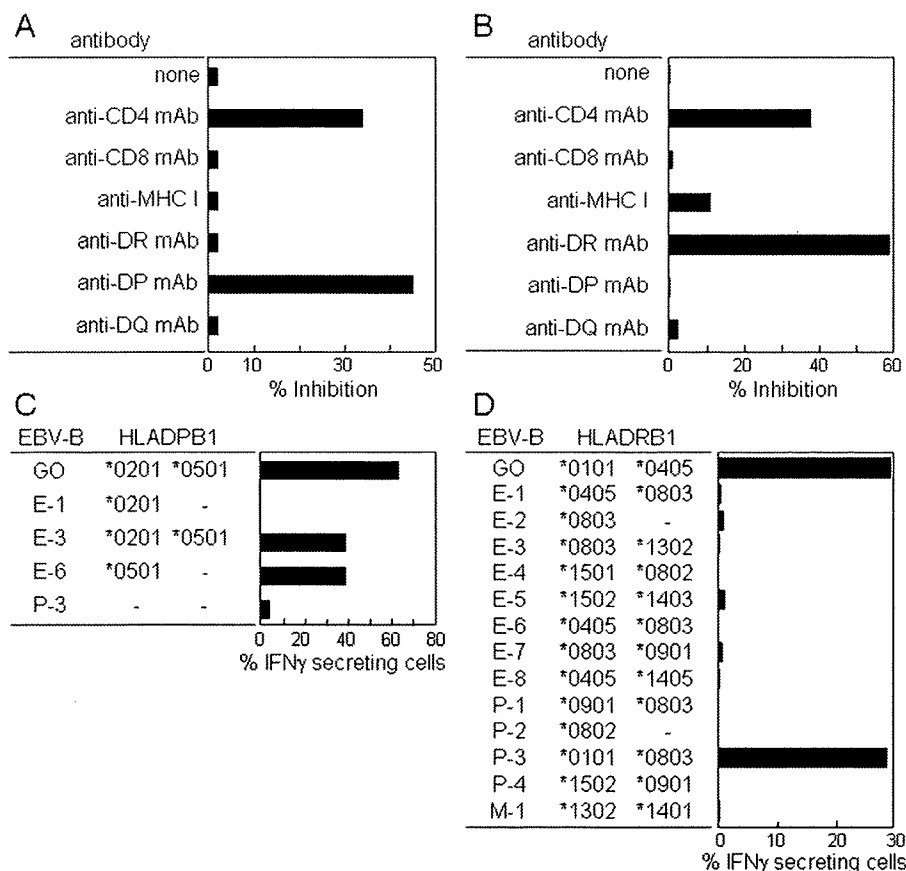 A
antibody
none
anti-CD4 mAb
anti-CD8 mAb
anti-MHC I
anti-DR mAb
anti-DP mAb
anti-DQ mAb
0 10 30 50
% Inhibition
B
antibody
none
anti-CD4 mAb
anti-CD8 mAb
anti-MHC I
anti-DR mAb
anti-DP mAb
anti-DQ mAb
0 20 40 60
% Inhibition
C
EBV-B HLADPB1
GO *0201 *0501
E-1 *0201 -
E-3 *0201 *0501
E-6 *0501 -
P-3 - -
0 20 40 60 80
% IFNγ secreting cells
D
EBV-B HLADRB1
GO *0101 *0405
E-1 *0405 *0803
E-2 *0803 -
E-3 *0803 *1302
E-4 *1501 *0802
E-5 *1502 *1403
E-6 *0405 *0803
E-7 *0803 *0901
E-8 *0405 *1405
P-1 *0901 *0803
P-2 *0802 -
P-3 *0101 *0803
P-4 *1502 *0901
M-1 *1302 *1401
0 10 20 30
% IFNγ secreting cells